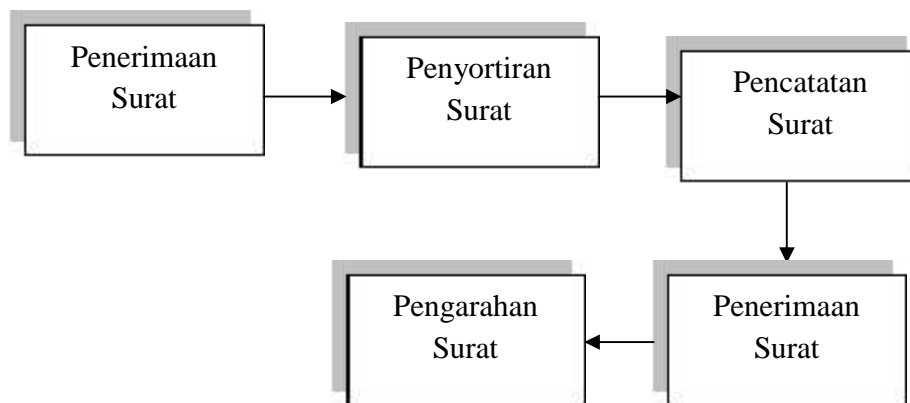 Penerimaan
Surat
Penyortiran
Surat
Pencatatan
Surat
Penerimaan
Surat
Pengarahan
Surat